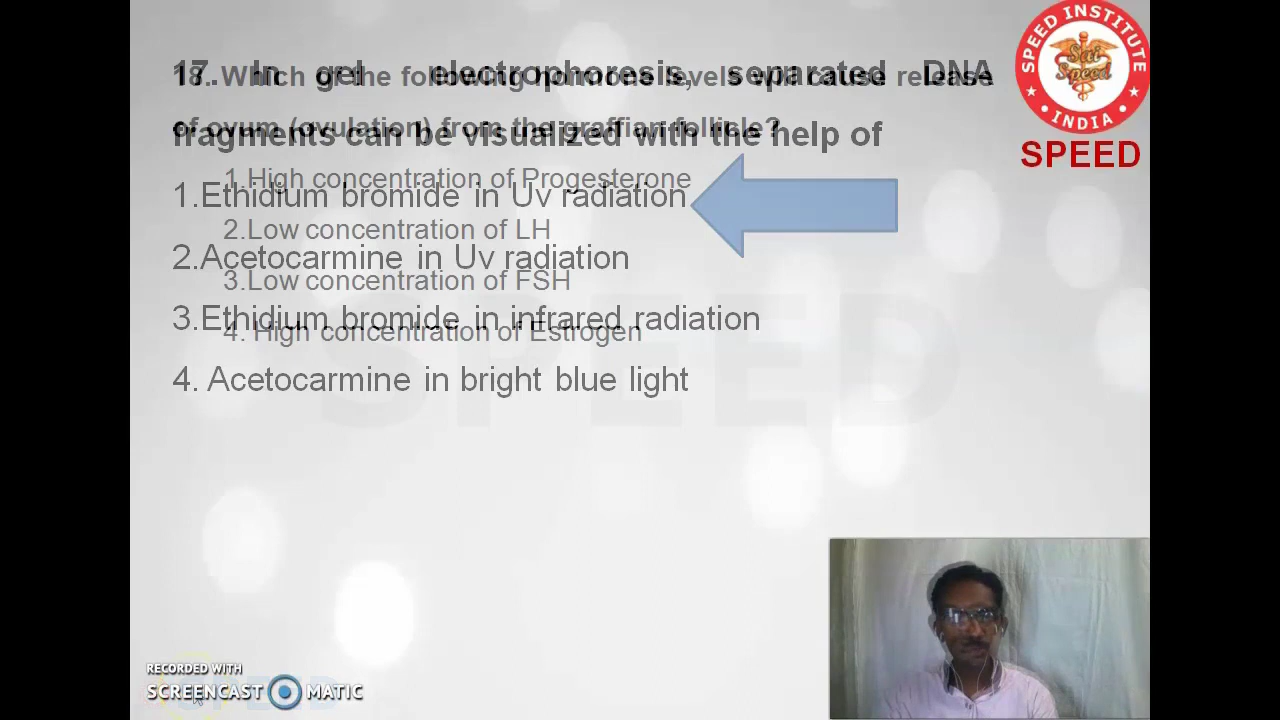 17. In gel electrophoresis, separated DNA
fragments can be visualized with the help of
1.Ethidium bromide in Uv radiation
2.Acetocarmine in Uv radiation
3.Ethidium bromide in infrared radiation
4. Acetocarmine in bright blue light
18. Which of the following hormone levels will cause release
of ovum (ovulation) from the graffian follicle?
1.High concentration of Progesterone
2.Low concentration of LH
3.Low concentration of FSH
4. High concentration of Estrogen
SPEED INSTITUTE
Sai
Speed
INDIA
SPEED
SPEED
RECORDED WITH
SCREENCAST MATIC